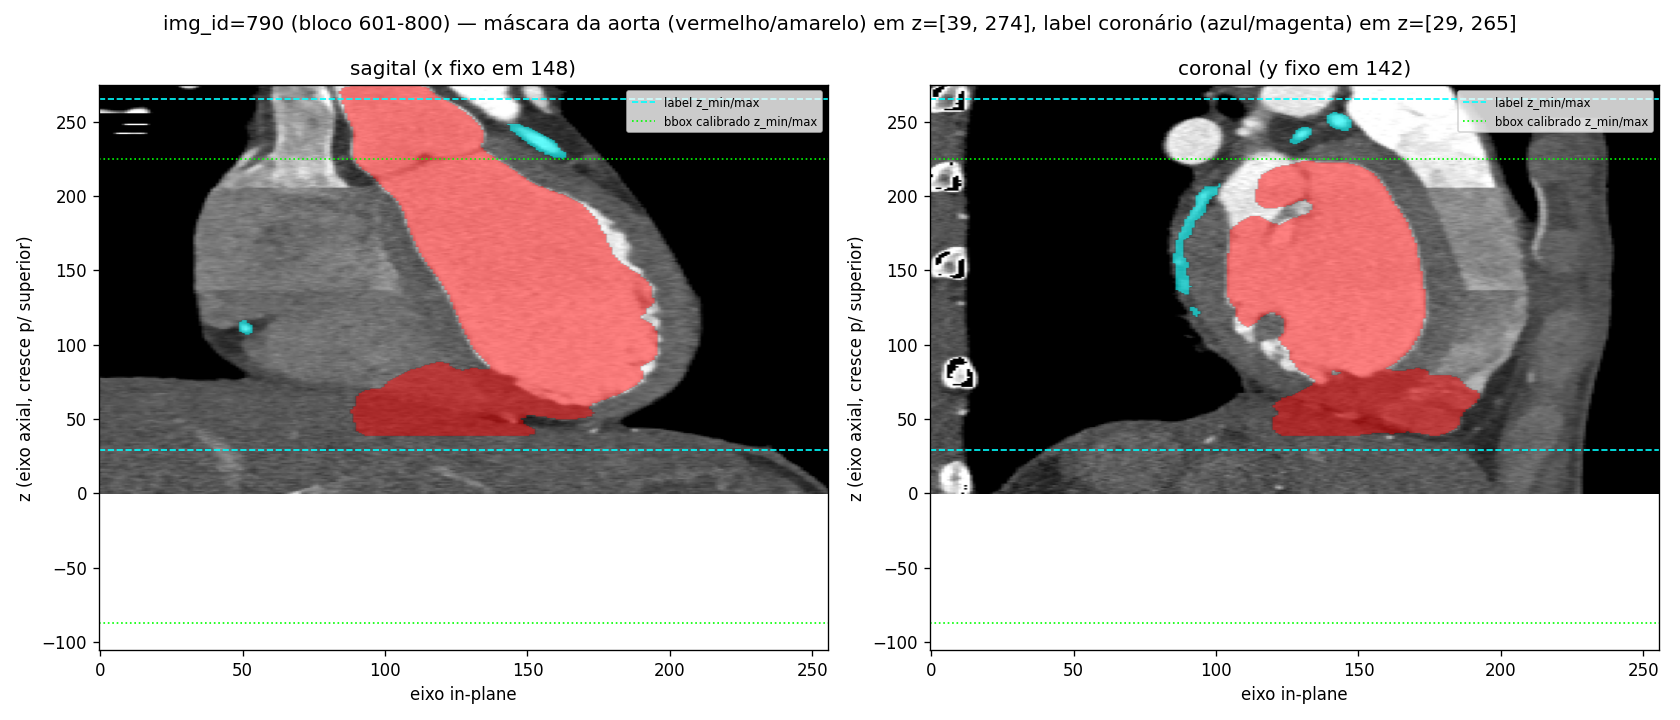 img_id=790 (bloco 601-800) — máscara da aorta (vermelho/amarelo) em z=[39, 274], label coronário (azul/magenta) em z=[29, 265]
sagital (x fixo em 148)
label z_min/max
bbox calibrado z_min/max
z (eixo axial, cresce p/ superior)
250
200
150
100
50
0
−50
−100
0
50
100
150
200
250
eixo in-plane
coronal (y fixo em 142)
label z_min/max
bbox calibrado z_min/max
z (eixo axial, cresce p/ superior)
250
200
150
100
50
0
−50
−100
0
50
100
150
200
250
eixo in-plane